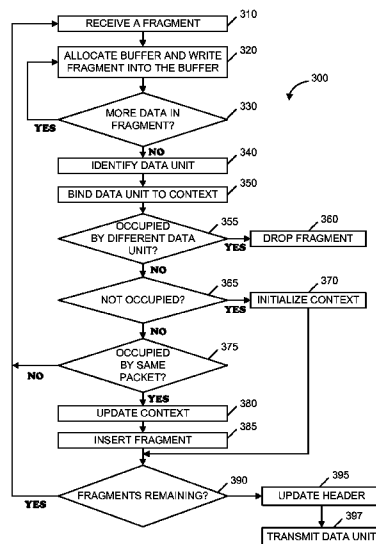 RECEIVE A FRAGMENT
310
ALLOCATE BUFFER AND WRITE
FRAGMENT INTO THE BUFFER
320
300
MORE DATA IN
FRAGMENT?
330
YES
NO
IDENTIFY DATA UNIT
340
BIND DATA UNIT TO CONTEXT
350
OCCUPIED
BY DIFFERENT DATA
UNIT?
355
YES
DROP FRAGMENT
360
NO
NOT OCCUPIED?
365
YES
INITIALIZE CONTEXT
370
NO
OCCUPIED
BY SAME
PACKET?
375
NO
YES
UPDATE CONTEXT
380
INSERT FRAGMENT
385
FRAGMENTS REMAINING?
390
YES
UPDATE HEADER
395
TRANSMIT DATA UNIT
397